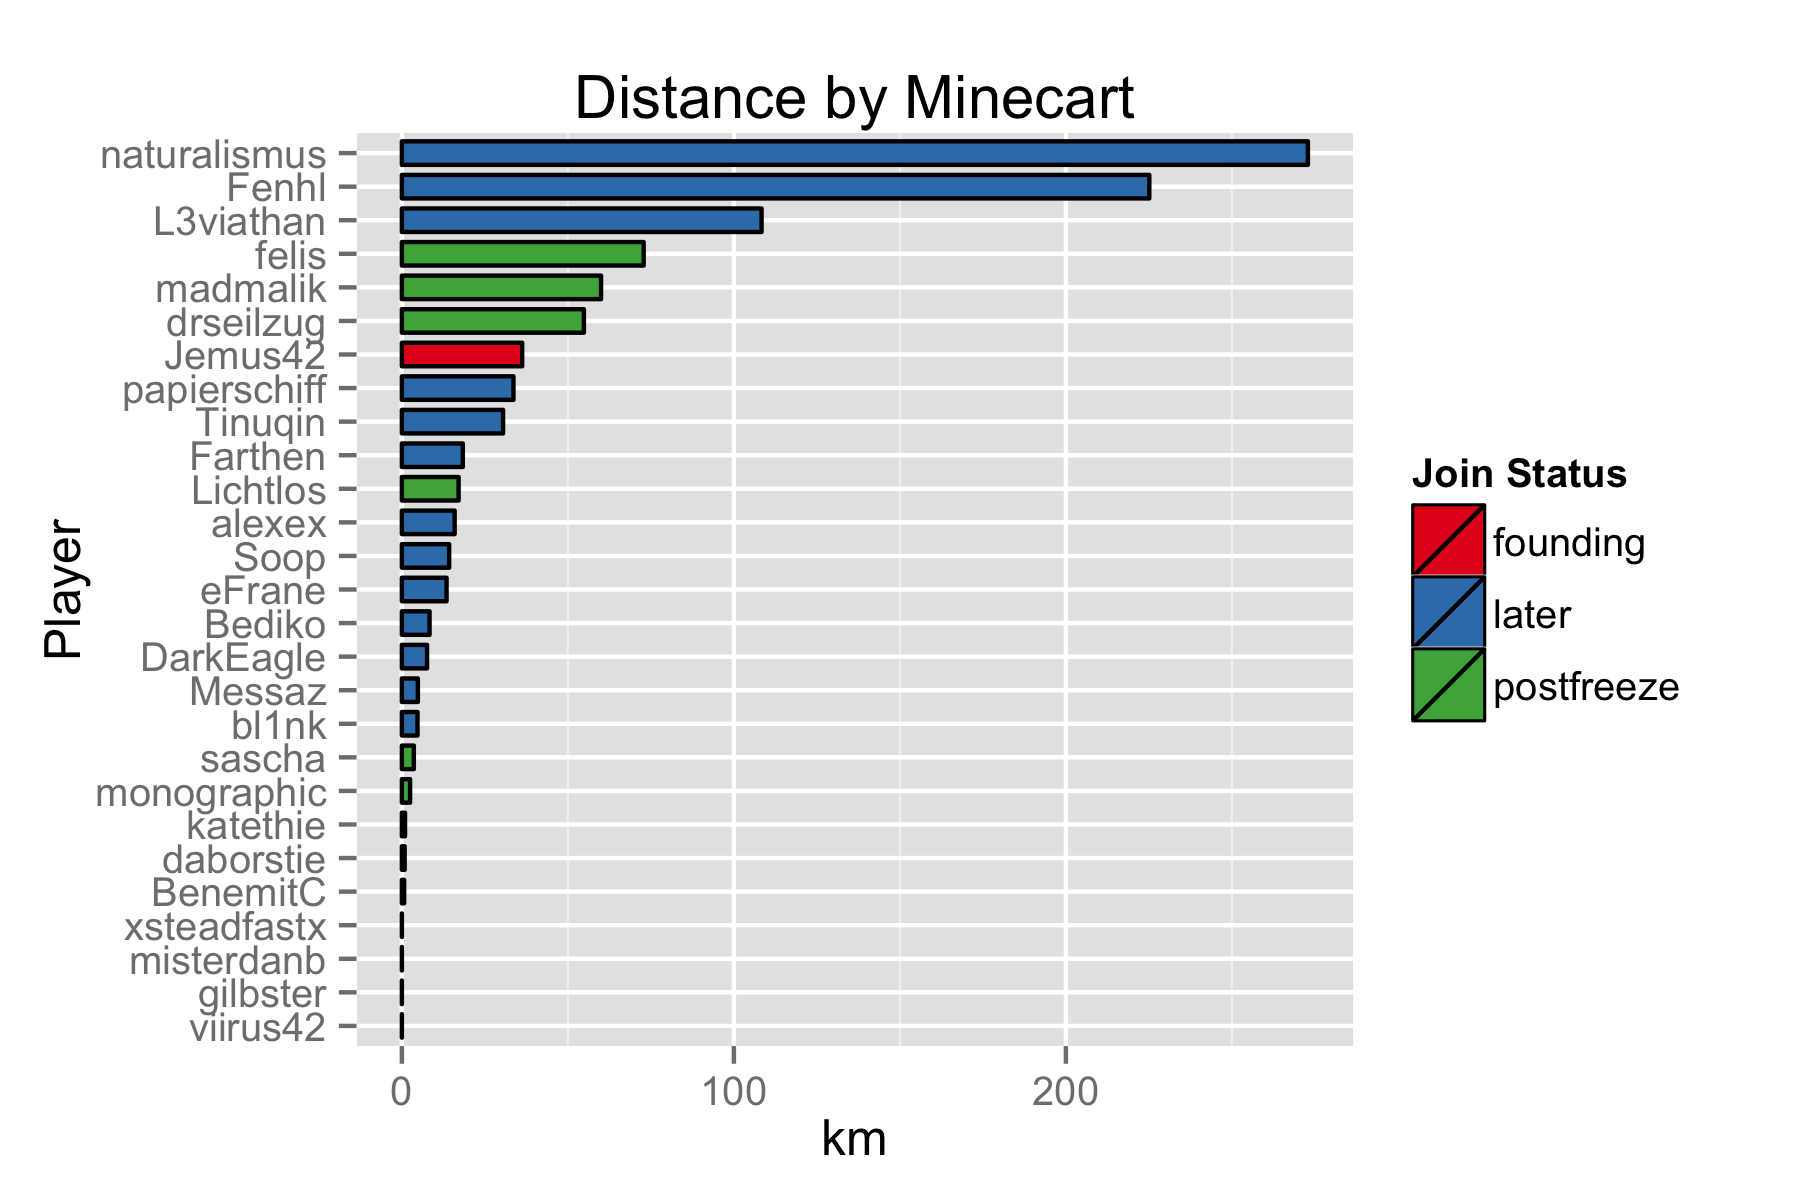 Distance by Minecart
Player
naturalismus
Fenhl
L3viathan
felis
madmalik
drseilzug
Jemus42
papierschiff
Tinuqin
Farthen
Lichtlos
alexex
Soop
eFrane
Bediko
DarkEagle
Messaz
bl1nk
sascha
monographic
katethie
daborstie
BenemitC
xsteadfastx
misterdanb
gilbster
viirus42
0 100 200
km
Join Status
founding
later
postfreeze